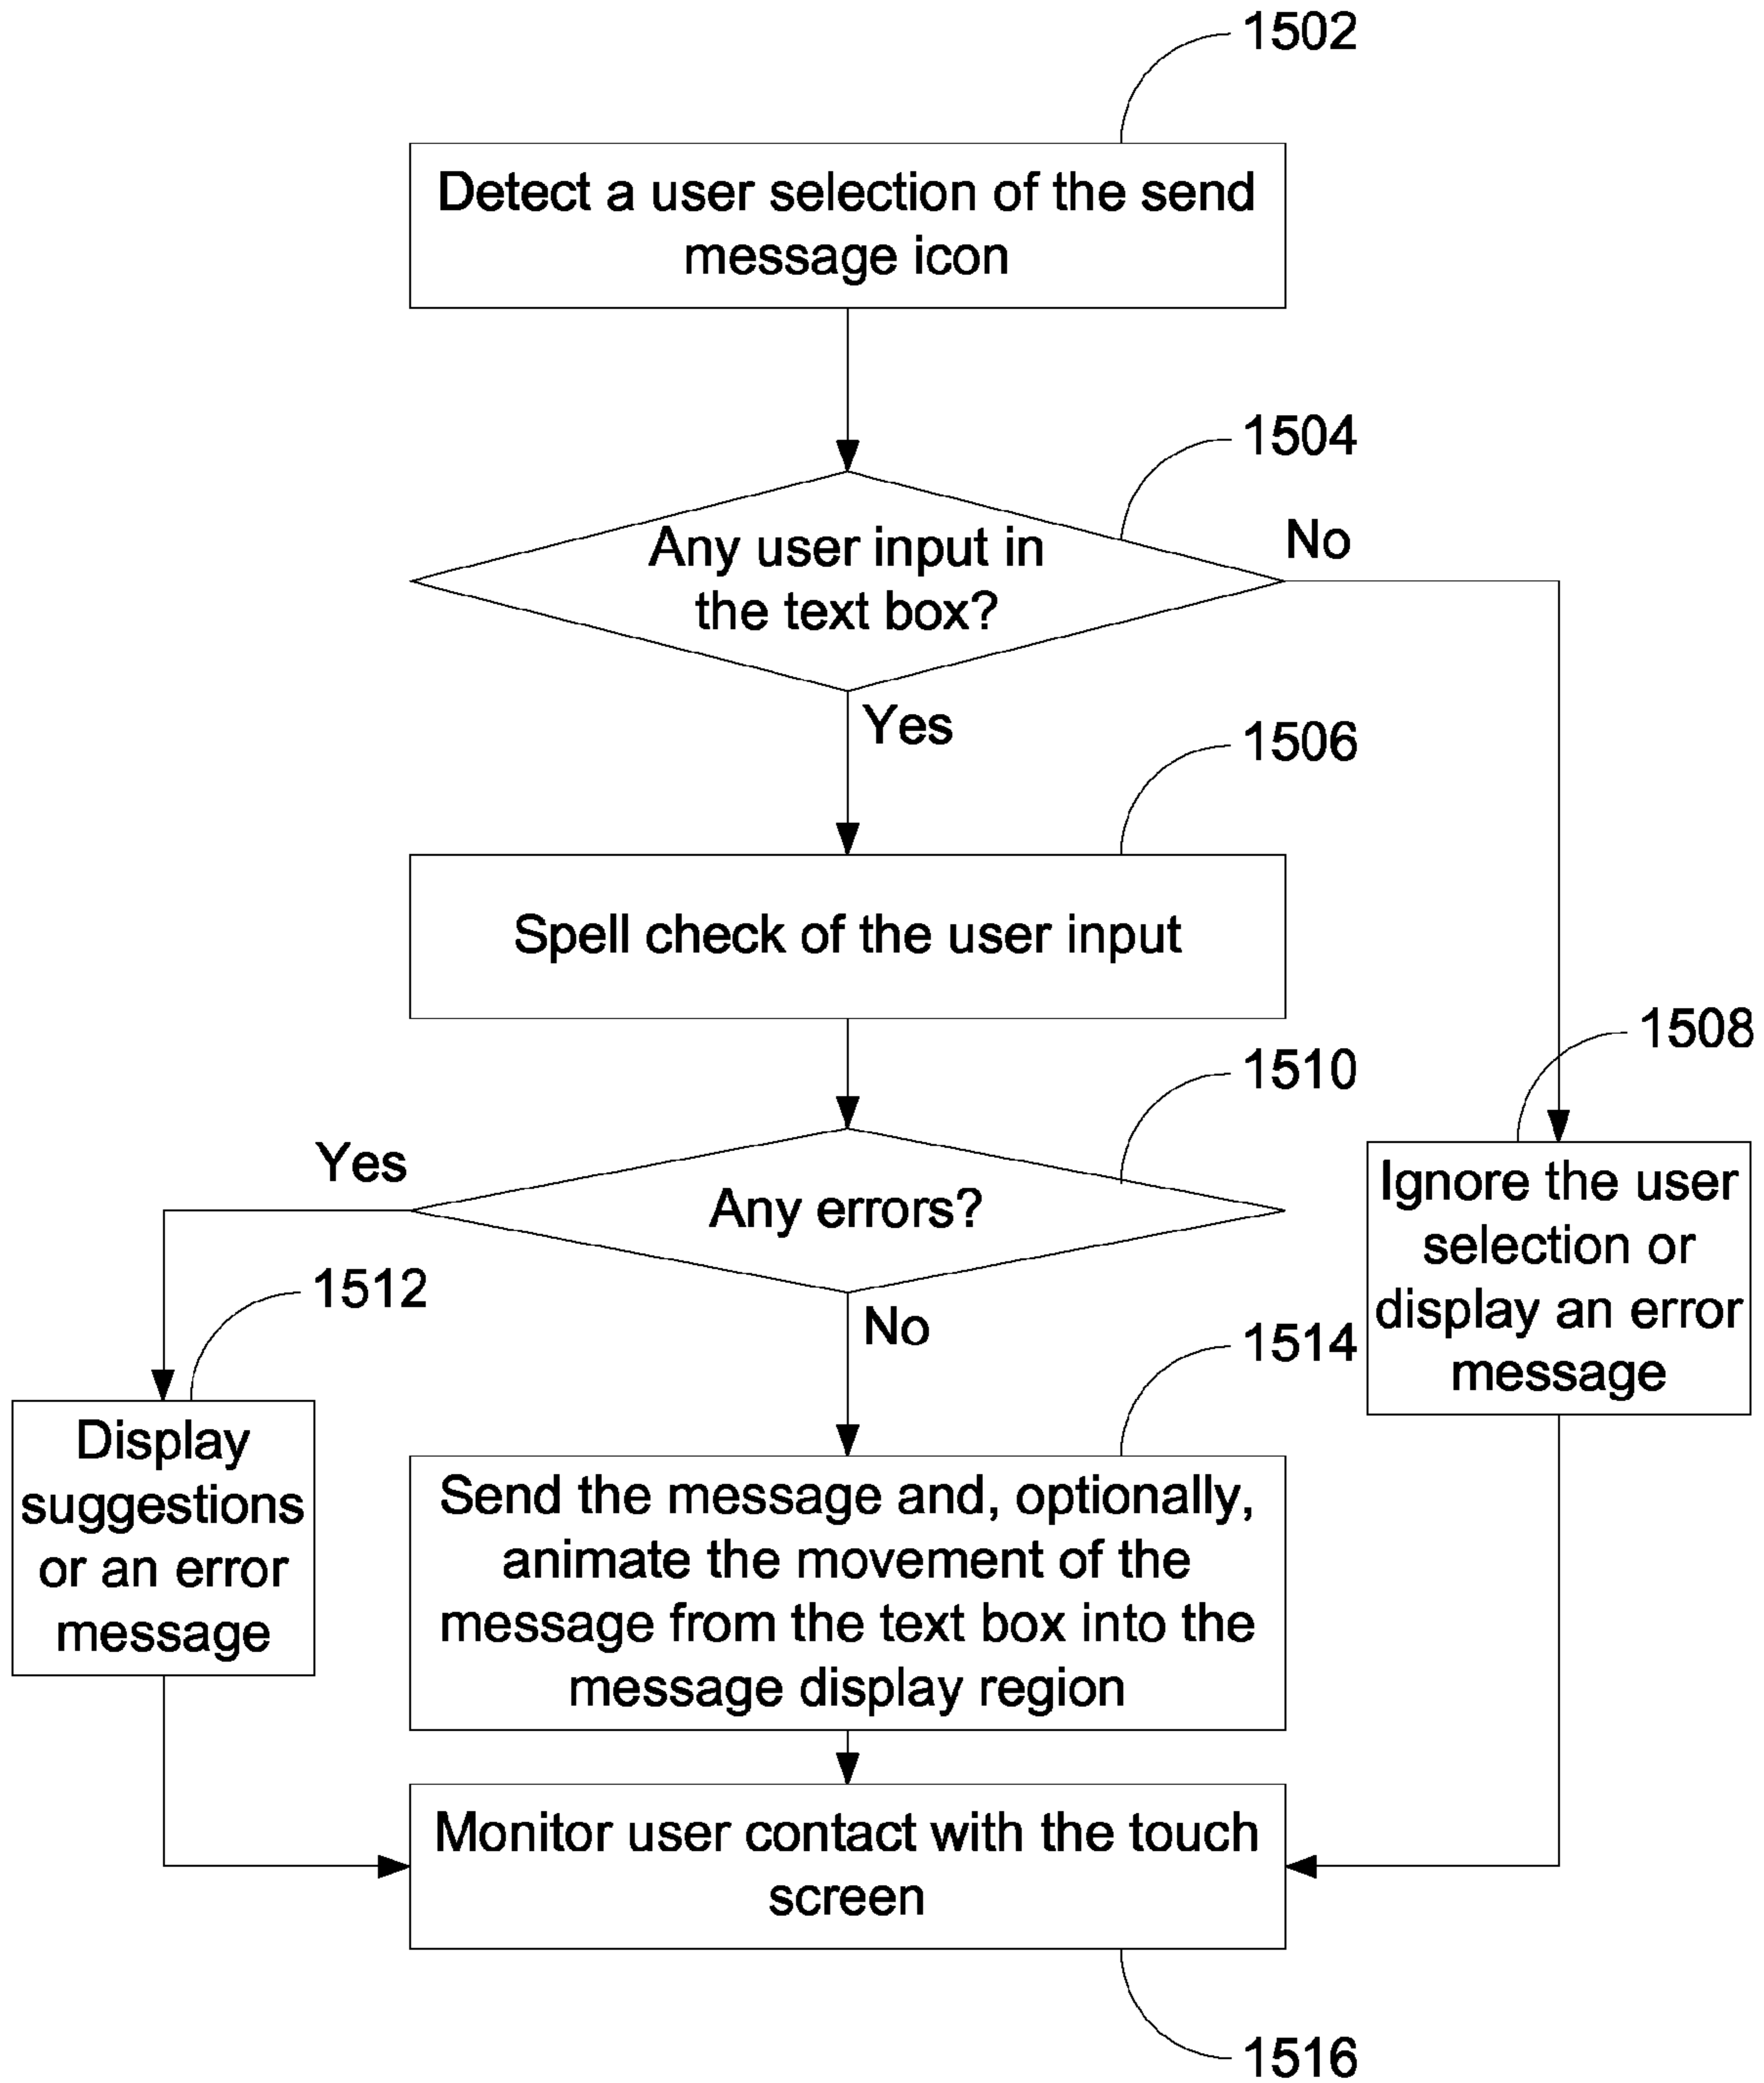 1502
Detect a user selection of the send
message icon
1504
Any user input in
the text box?
No
Yes
1506
Spell check of the user input
1508
1510
Yes
Any errors?
Ignore the user
selection or
display an error
message
1512
No
1514
Display
suggestions
or an error
message
Send the message and, optionally,
animate the movement of the
message from the text box into the
message display region
Monitor user contact with the touch
screen
1516